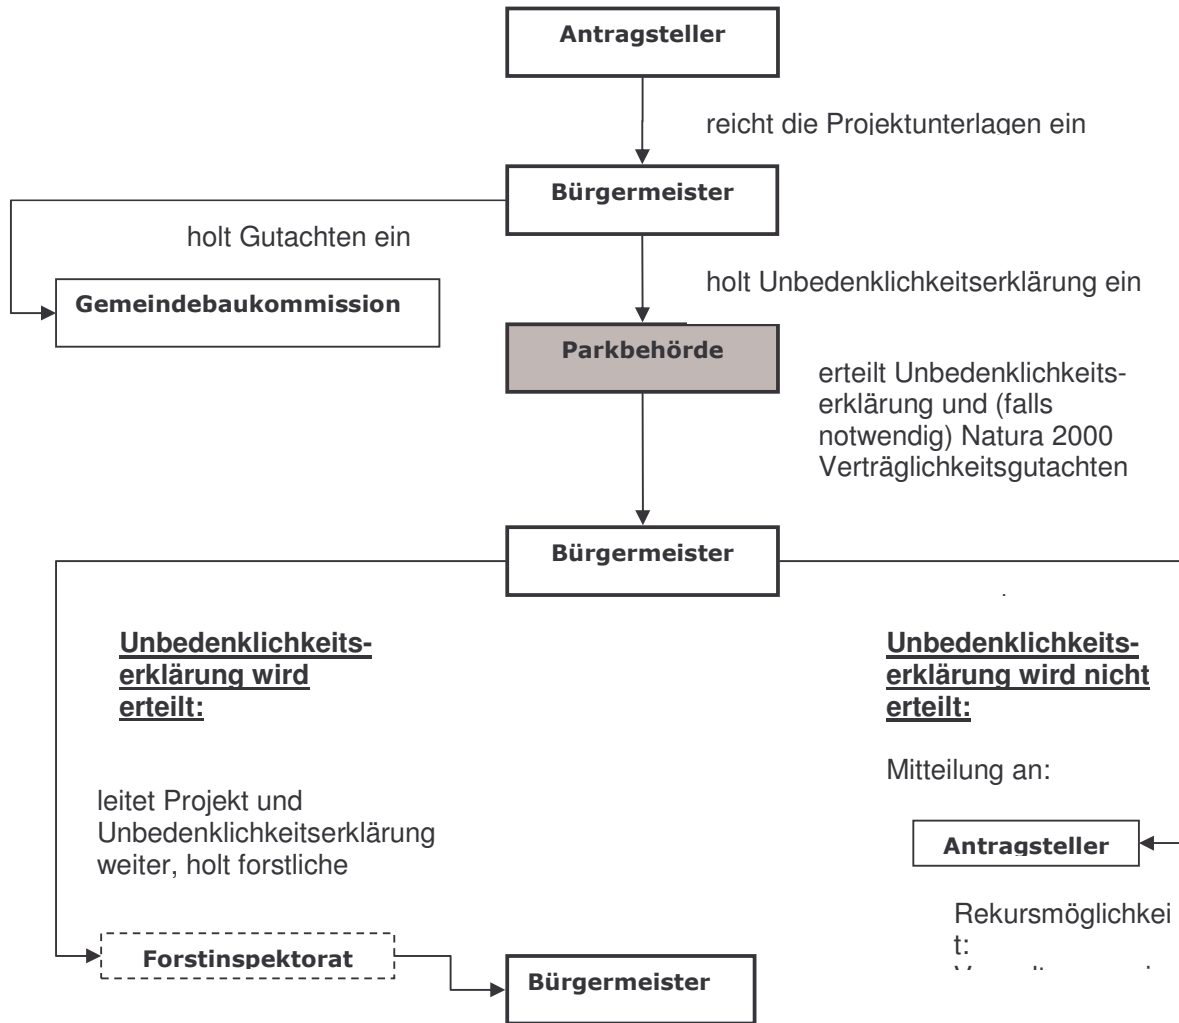 Antragsteller
reicht die Projektunterlagen ein
Bürgermeister
holt Gutachten ein
holt Unbedenklichkeitserklärung ein
Gemeindebaukommission
Parkbehörde
erteilt Unbedenklichkeits-
erklärung und (falls
notwendig) Natura 2000
Verträglichkeitsgutachten
Bürgermeister
Unbedenklichkeits-
erklärung wird
erteilt:
leitet Projekt und
Unbedenklichkeitserklärung
weiter, holt forstliche
Forstinspektorat
Bürgermeister
Unbedenklichkeits-
erklärung wird nicht
erteilt:
Mitteilung an:
Antragsteller
Rekursmöglichkei
t: